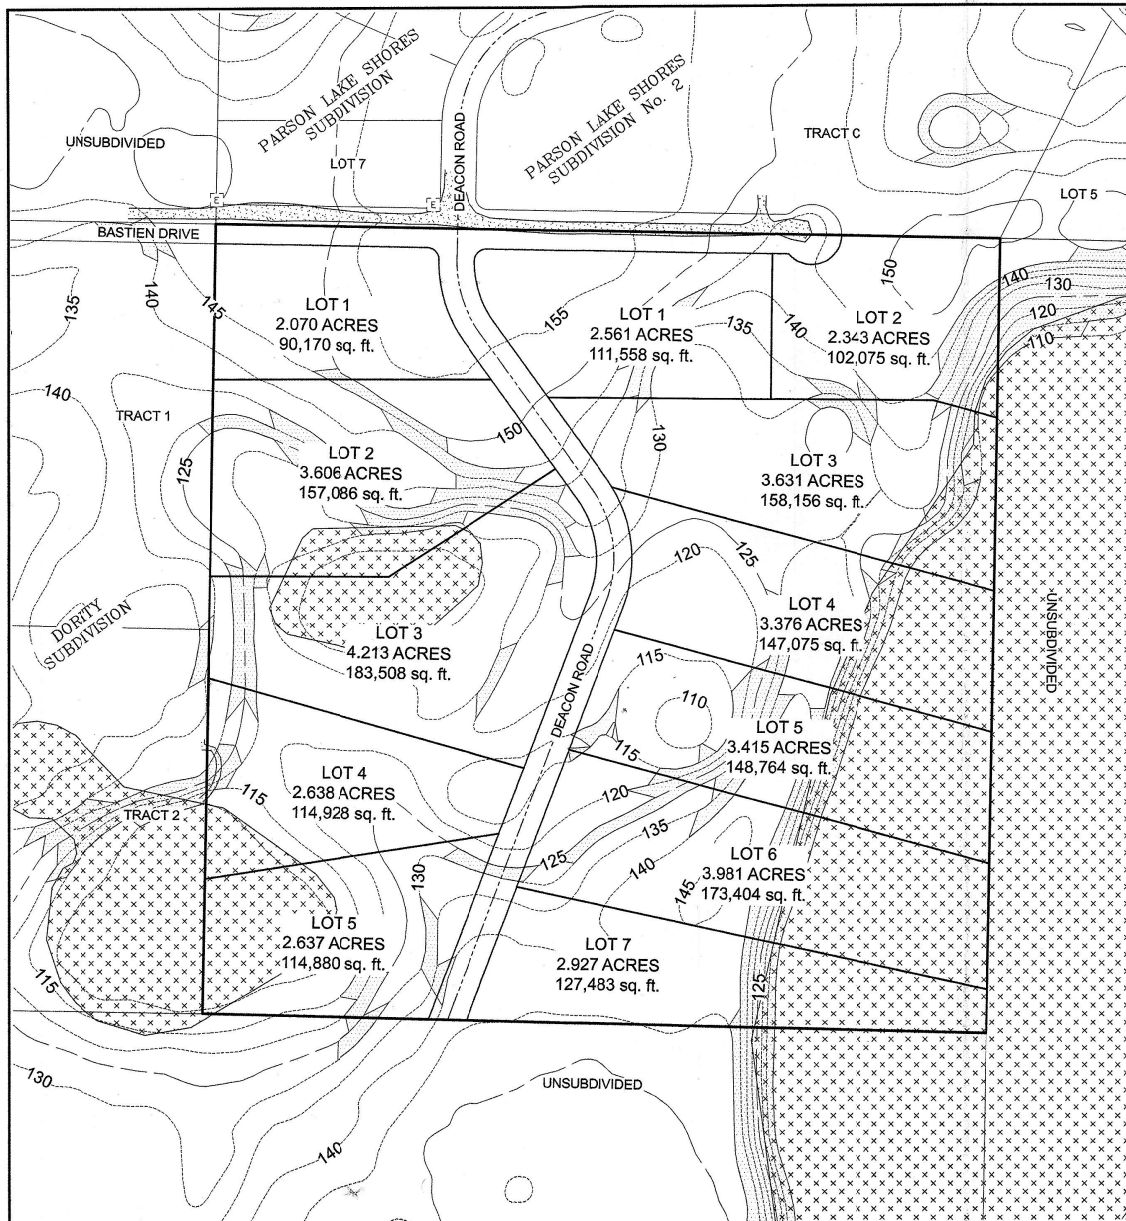 PARSON LAKE SHORES
SUBDIVISION
PARSON LAKE SHORES
SUBDIVISION No. 2
DEACON ROAD
UNSUBDIVIDED
LOT 7
TRACT C
LOT 5
E
E
BASTIEN DRIVE
135
140
145
LOT 1
2.070 ACRES
90,170 sq. ft.
155
LOT 1
2.561 ACRES
111,558 sq. ft.
135
140
150
LOT 2
2.343 ACRES
102,075 sq. ft.
140
130
120
110
140
TRACT 1
125
150
130
LOT 2
3.606 ACRES
157,086 sq. ft.
LOT 3
3.631 ACRES
158,156 sq. ft.
120
125
DORITY
SUBDIVISION
LOT 3
4.213 ACRES
183,508 sq. ft.
LOT 4
3.376 ACRES
147,075 sq. ft.
UNSUBDIVIDED
DEACON ROAD
115
110
115
LOT 5
3.415 ACRES
148,764 sq. ft.
TRACT 2
115
LOT 4
2.638 ACRES
114,928 sq. ft.
120
135
125
140
145
130
LOT 6
3.981 ACRES
173,404 sq. ft.
LOT 5
2.637 ACRES
114,880 sq. ft.
LOT 7
2.927 ACRES
127,483 sq. ft.
115
125
130
140
UNSUBDIVIDED